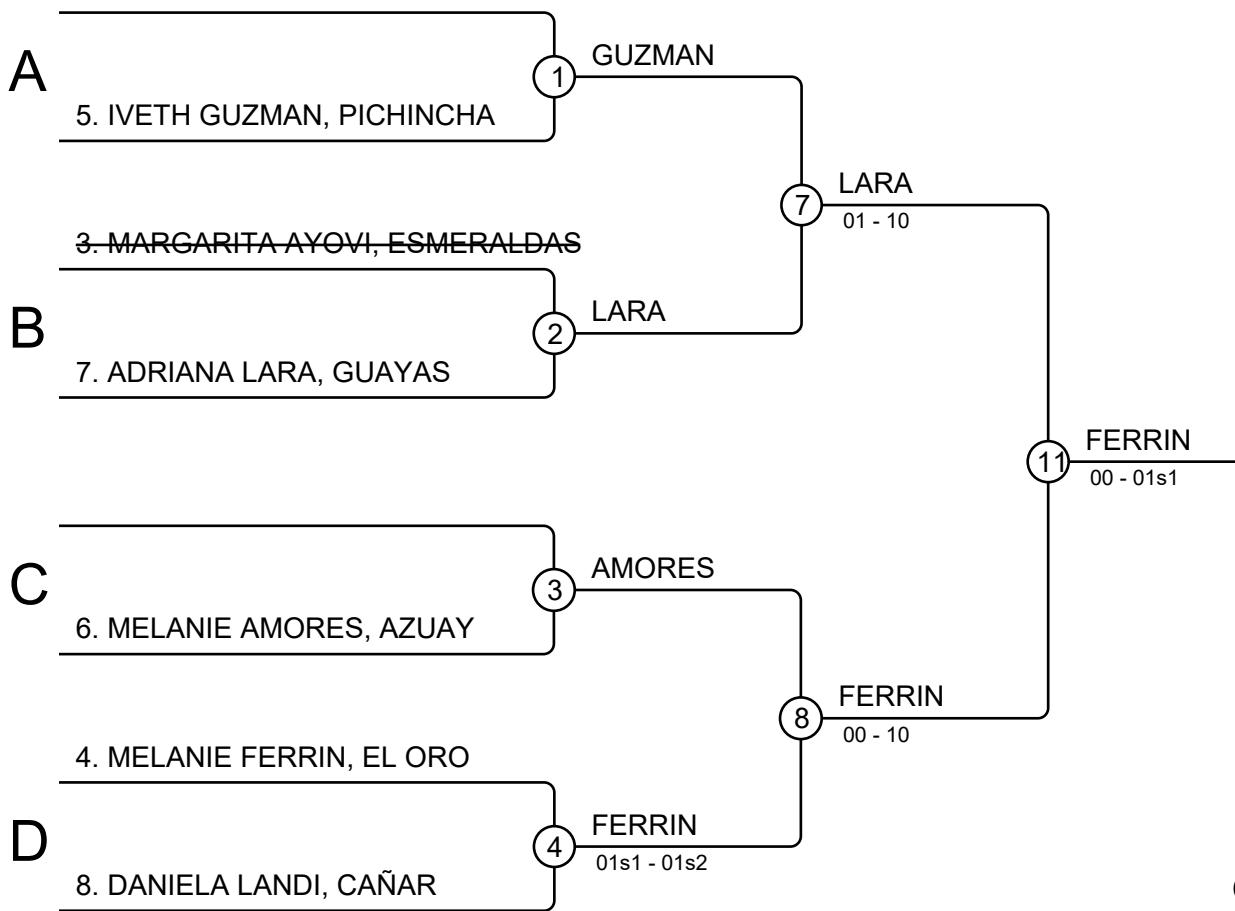 A
GUZMAN
1
5. IVETH GUZMAN, PICHINCHA
LARA
7
01 - 10
3. MARGARITA AYOVI, ESMERALDAS
B
LARA
2
7. ADRIANA LARA, GUAYAS
FERRIN
11
00 - 01s1
C
AMORES
3
6. MELANIE AMORES, AZUAY
FERRIN
8
00 - 10
4. MELANIE FERRIN, EL ORO
D
FERRIN
4
01s1 - 01s2
8. DANIELA LANDI, CAÑAR